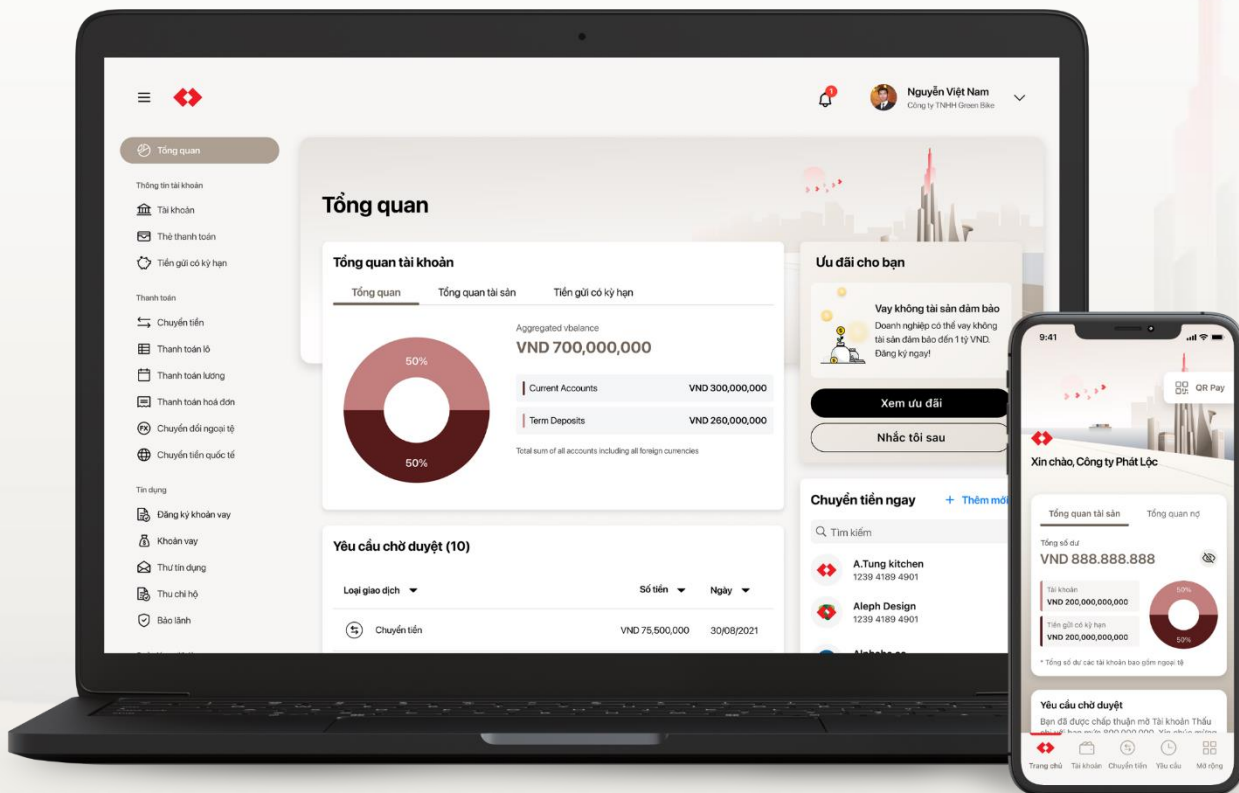 Nguyễn Việt Nam
Công ty TNHH Green Bike
1
Tổng quan
Thông tin tài khoản
Tài khoản
Thẻ thanh toán
Tiền gửi có kỳ hạn
Thanh toán
Chuyển tiền
Thanh toán lô
Thanh toán lương
Thanh toán hoá đơn
FX
Chuyển đổi ngoại tệ
Chuyển tiền quốc tế
Tín dụng
Đăng ký khoản vay
Khoản vay
Thư tín dụng
Thu chi hộ
Bảo lãnh
Tổng quan
Tổng quan tài khoản
Tổng quan Tổng quan tài sản Tiền gửi có kỳ hạn
50%
50%
Aggregated vbalance
VND 700,000,000
Current Accounts VND 300,000,000
Term Deposits VND 260,000,000
Total sum of all accounts including all foreign currencies
Yêu cầu chờ duyệt (10)
Loại giao dịch Số tiền Ngày
Chuyển tiền VND 75,500,000 30/08/2021
Ưu đãi cho bạn
Vay không tài sản đảm bảo
Doanh nghiệp có thể vay không
tài sản đảm bảo đến 1 tỷ VND.
Đăng ký ngay!
Xem ưu đãi
Nhắc tôi sau
Chuyển tiền ngay + Thêm mới
Tìm kiếm
A.Tung kitchen
1239 4189 4901
Aleph Design
1239 4189 4901
9:41
QR Pay
Xin chào, Công ty Phát Lộc
Tổng quan tài sản Tổng quan nợ
Tổng số dư
VND 888.888.888
Tài khoản
VND 200,000,000,000
Tiền gửi có kỳ hạn
VND 200,000,000,000
50%
50%
* Tổng số dư các tài khoản bao gồm ngoại tệ
Yêu cầu chờ duyệt
Bạn đã được chấp thuận mở Tài khoản Thấu
Trang chủ Tài khoản Chuyển tiền Yêu cầu Mở rộng